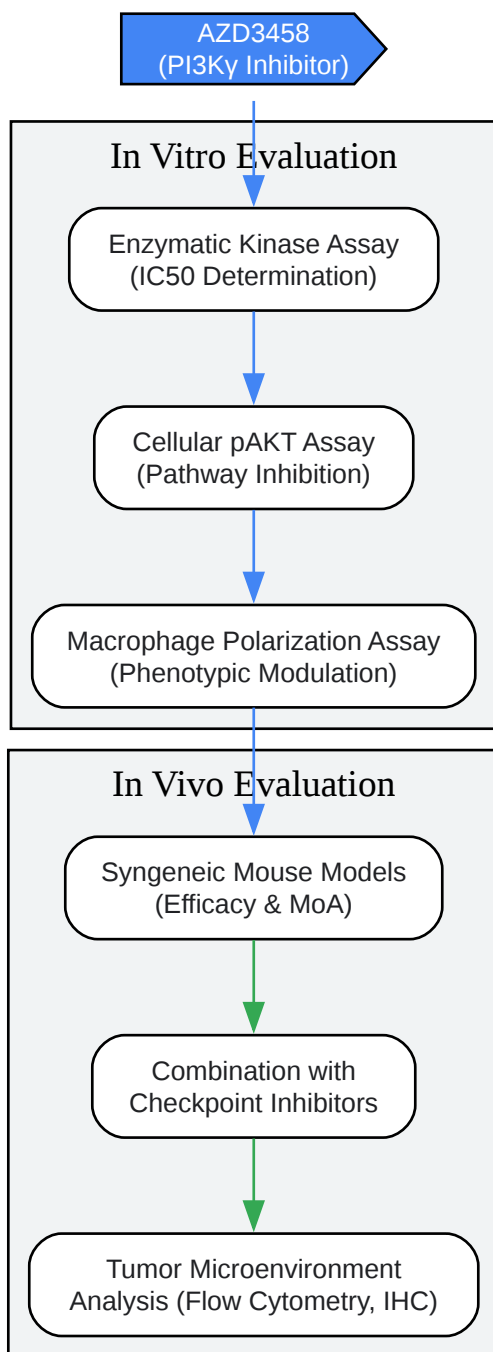 AZD3458
(PI3Kγ Inhibitor)
In Vitro Evaluation
Enzymatic Kinase Assay
(IC50 Determination)
Cellular pAKT Assay
(Pathway Inhibition)
Macrophage Polarization Assay
(Phenotypic Modulation)
In Vivo Evaluation
Syngeneic Mouse Models
(Efficacy & MoA)
Combination with
Checkpoint Inhibitors
Tumor Microenvironment
Analysis (Flow Cytometry, IHC)